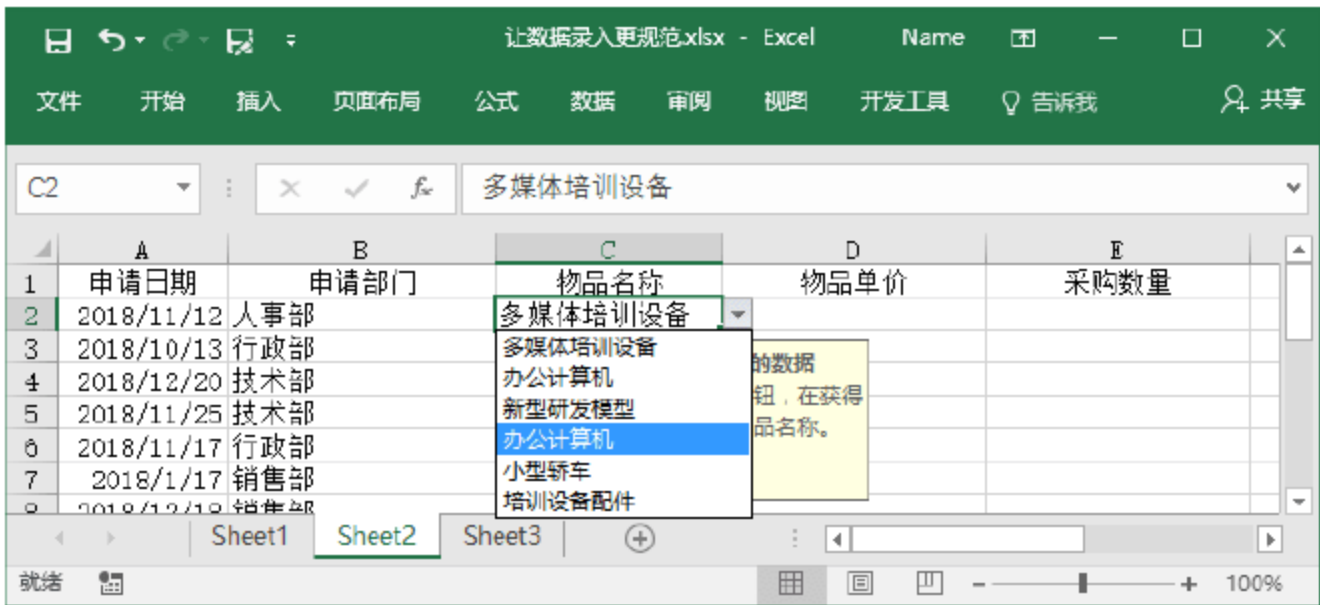 让数据录入更规范.xlsx - Excel Name
文件 开始 插入 页面布局 公式 数据 审阅 视图 开发工具 告诉我 共享
C2 fx 多媒体培训设备
A B C D E
1 申请日期 申请部门 物品名称 物品单价 采购数量
2 2018/11/12 人事部 多媒体培训设备
3 2018/10/13 行政部 多媒体培训设备 的数据
4 2018/12/20 技术部 办公计算机 钮，在获得
5 2018/11/25 技术部 新型研发模型 品名称。
6 2018/11/17 行政部 办公计算机
7 2018/1/17 销售部 小型轿车
8 2018/12/18 销售部 培训设备配件
Sheet1 Sheet2 Sheet3
就绪 100%